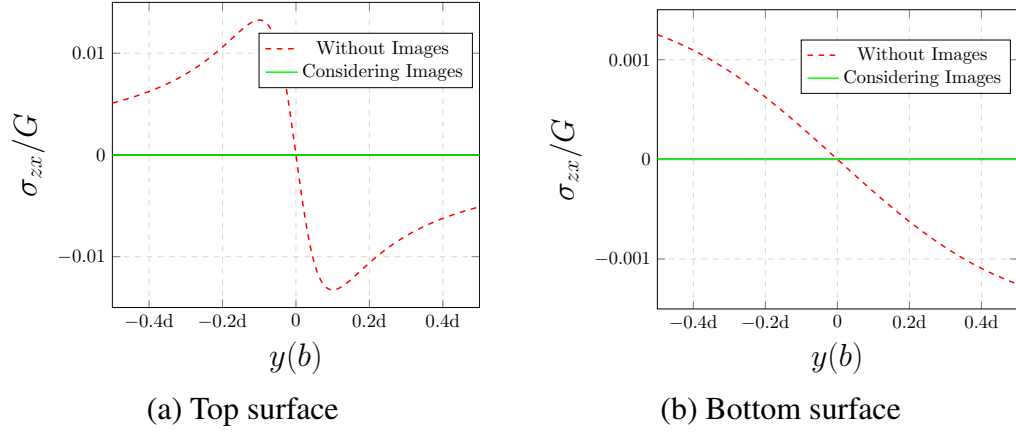 0.01
0
−0.01
σzx/G
−0.4d −0.2d 0 0.2d 0.4d
y(b)
Without Images
Considering Images
(a) Top surface
0.001
0
−0.001
σzx/G
−0.4d −0.2d 0 0.2d 0.4d
y(b)
Without Images
Considering Images
(b) Bottom surface